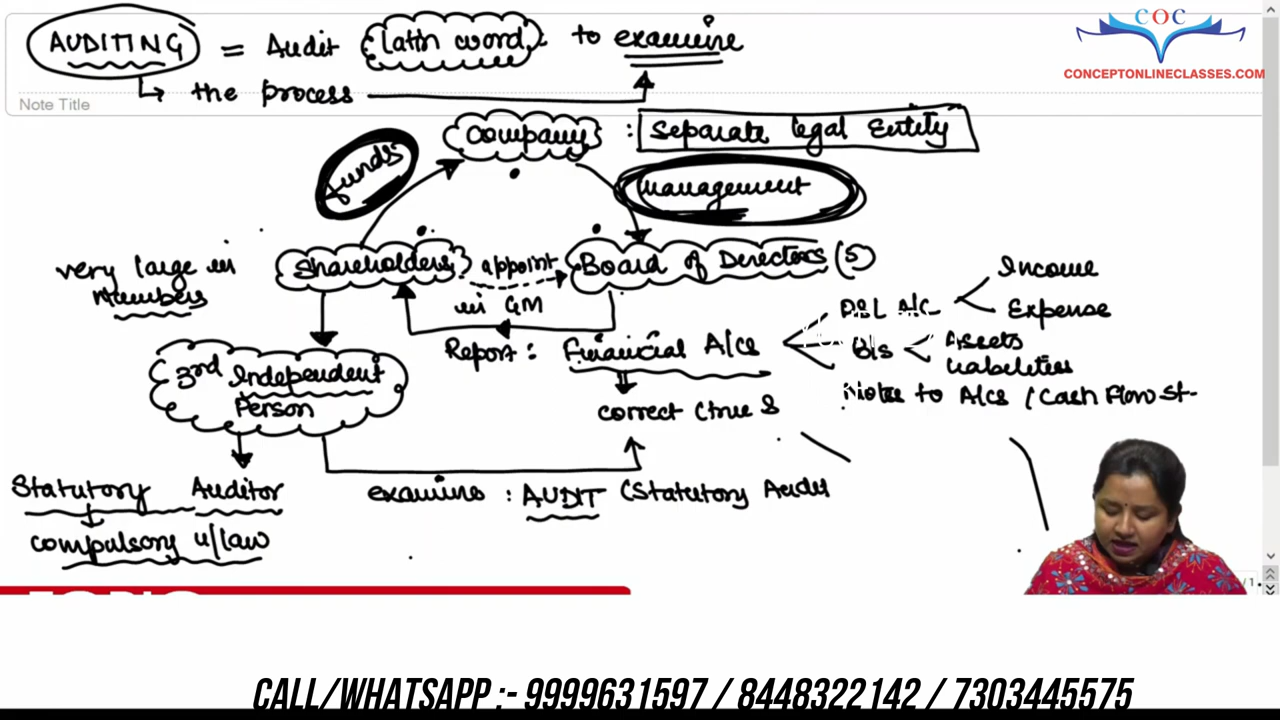 AUDITING = Audit (latin word) to examine
COC
CONCEPTONLINECLASSES.COM
the process
Note Title
Company : Separate legal Entity
funds
management
very large in numbers
Shareholders appoint in GM Board of Directors (5)
Income
P&L A/C
Expense
Report : Financial A/cs
B/s
Assets
Liabilities
3rd Independent Person
Notes to A/cs / Cash Flow St-
correct (true &
Statutory Auditor
examine : AUDIT (Statutory Audit
compulsory u/law
CALL/WHATSAPP :- 9999631597 / 8448322142 / 7303445575